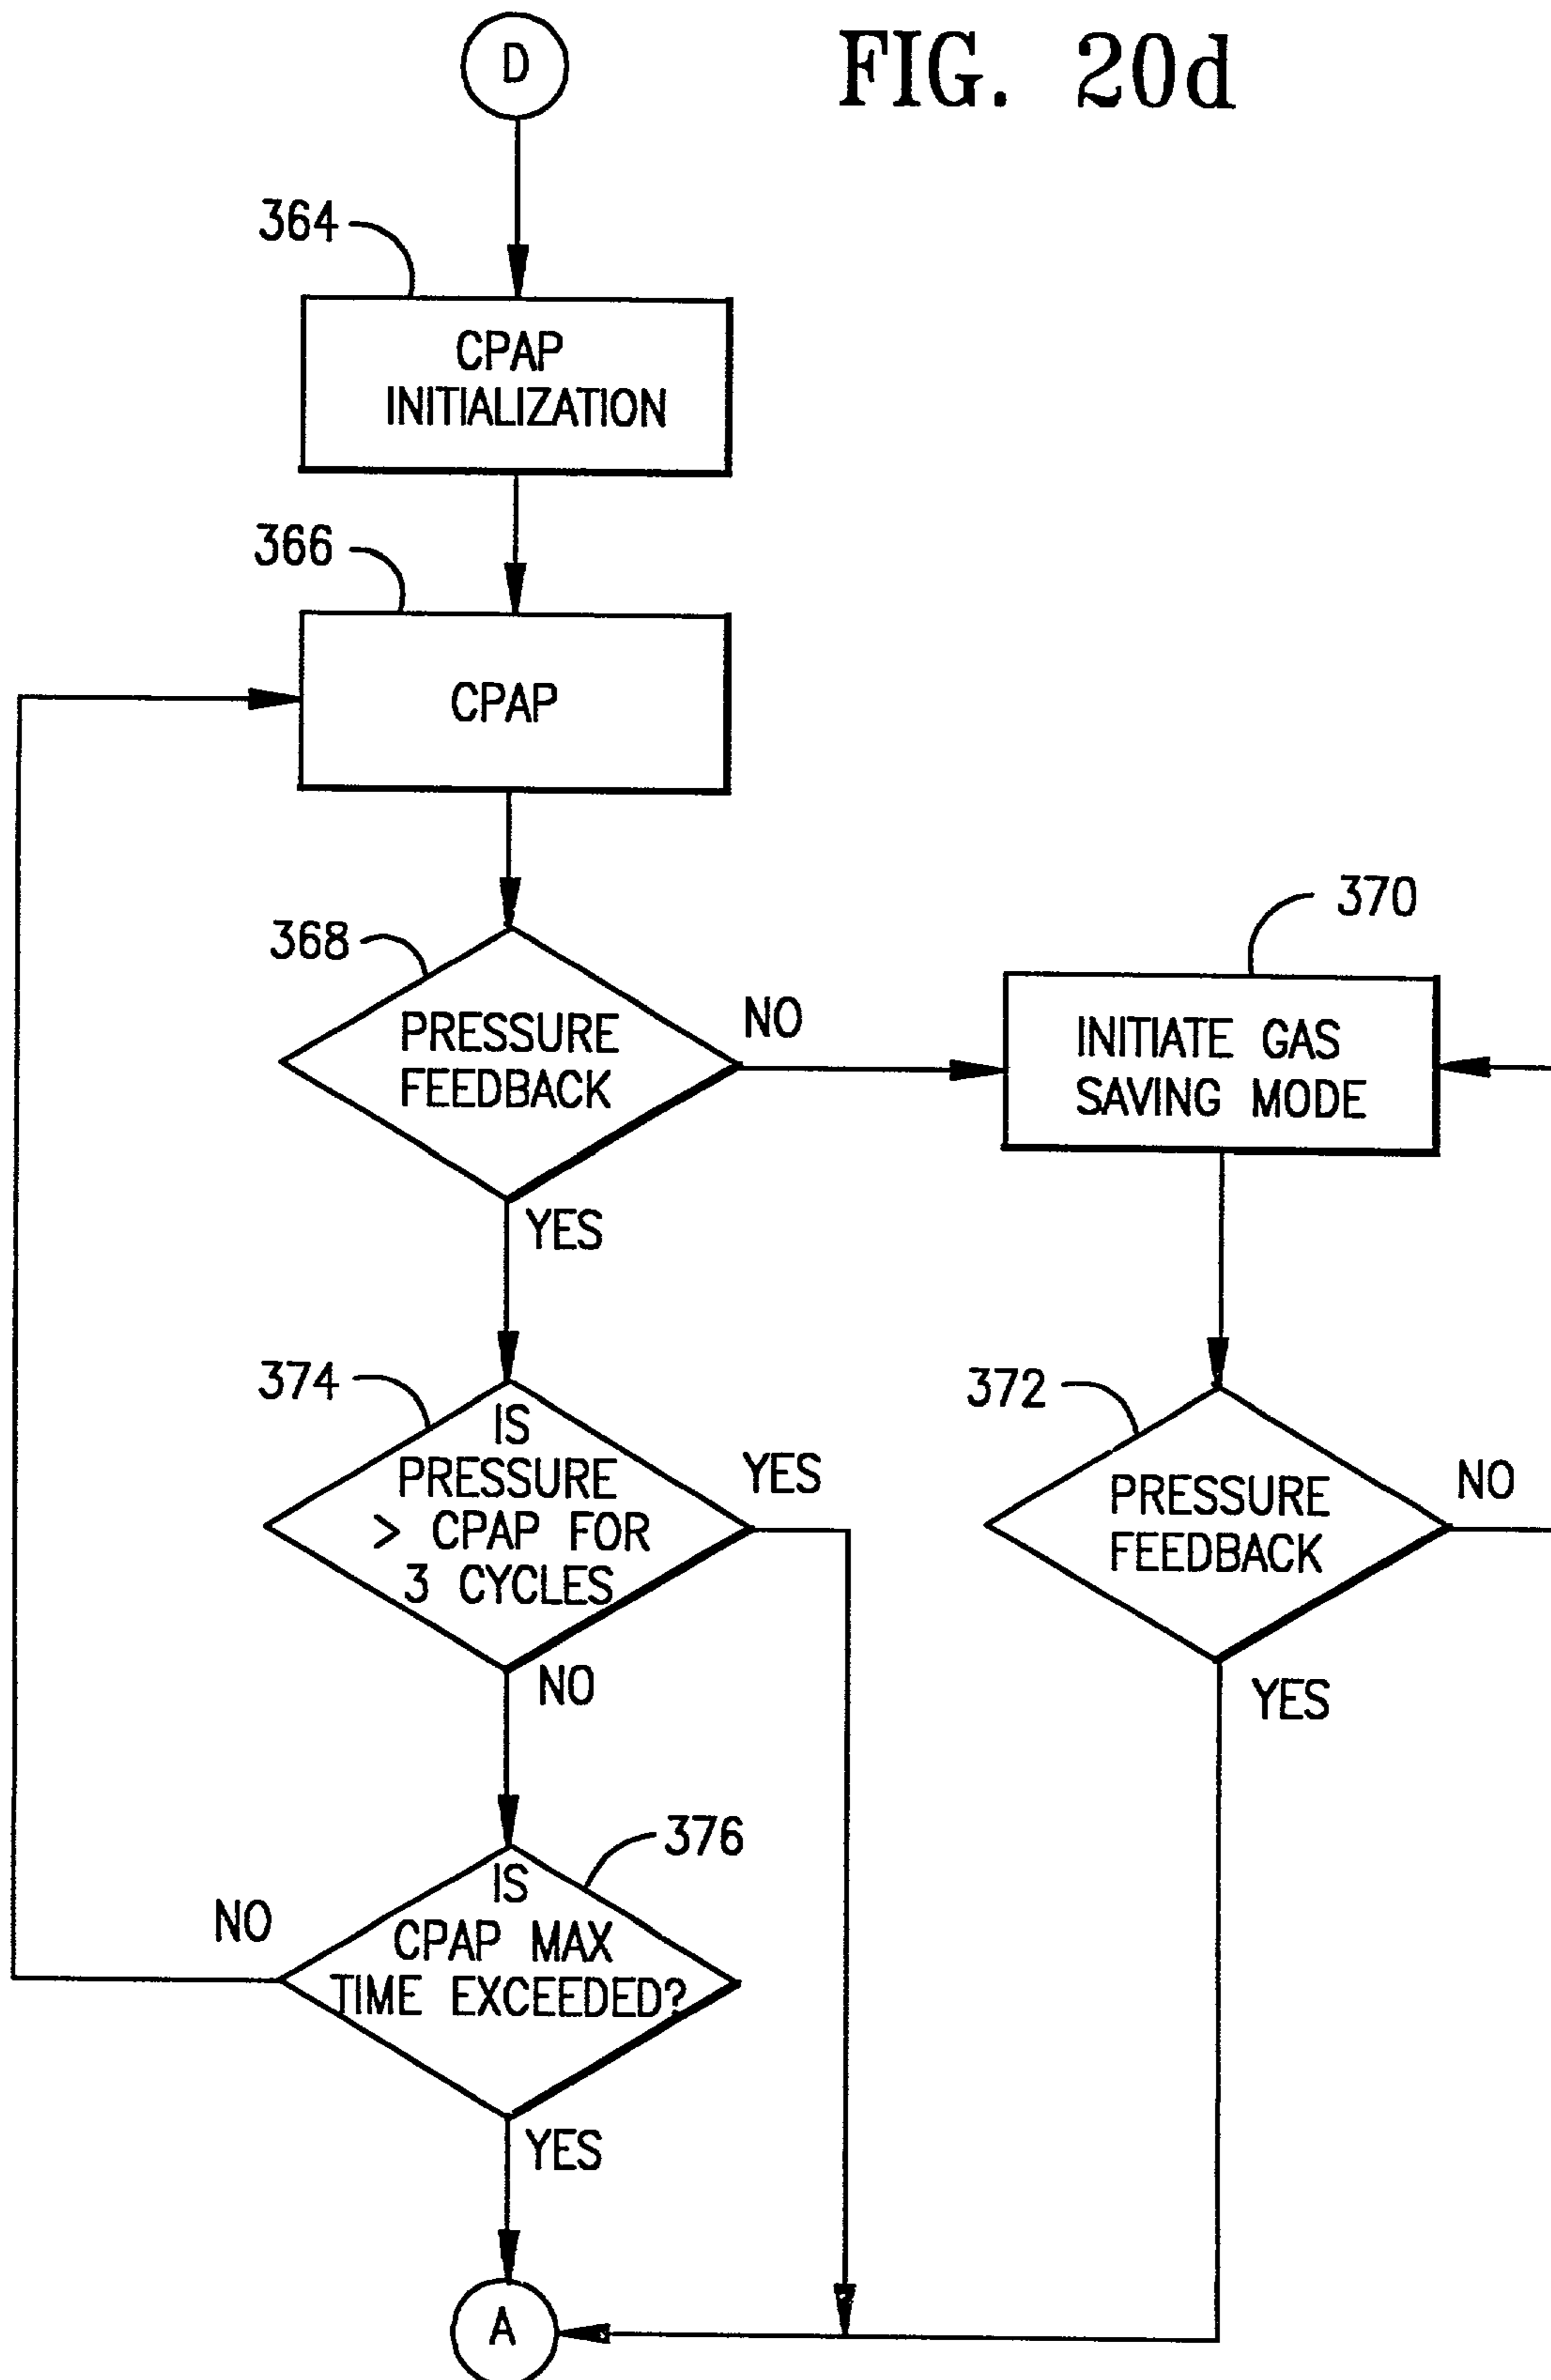 D
FIG. 20d
364
CPAP
INITIALIZATION
366
CPAP
368
PRESSURE
FEEDBACK
NO
YES
370
INITIATE GAS
SAVING MODE
374
IS
PRESSURE
> CPAP FOR
3 CYCLES
YES
NO
372
PRESSURE
FEEDBACK
NO
YES
376
IS
CPAP MAX
TIME EXCEEDED?
NO
YES
A